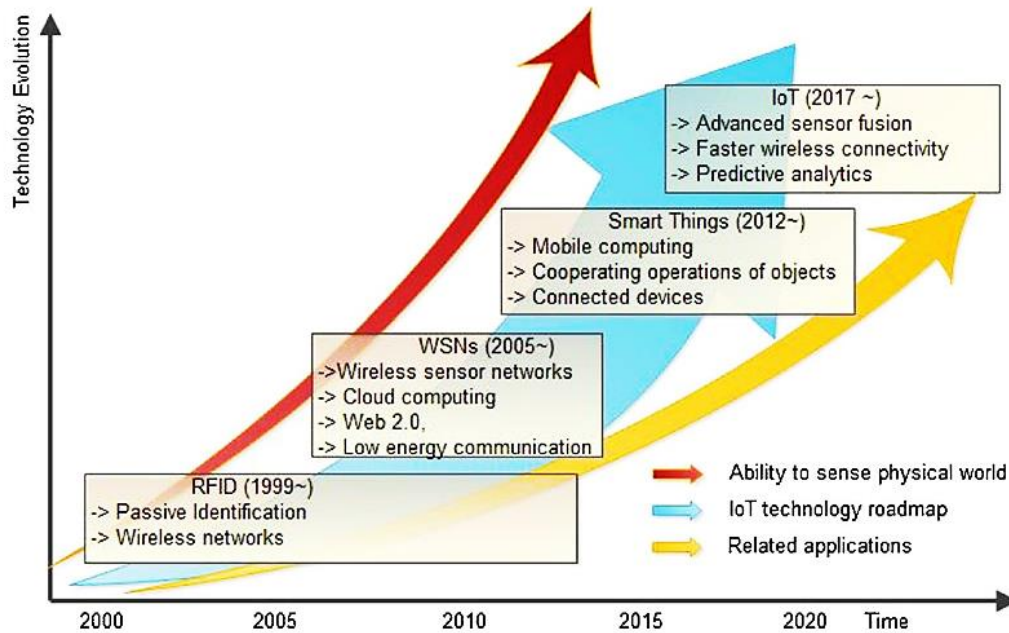 Technology Evolution
IoT (2017 ~)
-> Advanced sensor fusion
-> Faster wireless connectivity
-> Predictive analytics
Smart Things (2012~)
-> Mobile computing
-> Cooperating operations of objects
-> Connected devices
WSNs (2005~)
->Wireless sensor networks
-> Cloud computing
-> Web 2.0,
-> Low energy communication
RFID (1999~)
-> Passive Identification
-> Wireless networks
Ability to sense physical world
IoT technology roadmap
Related applications
2000 2005 2010 2015 2020 Time